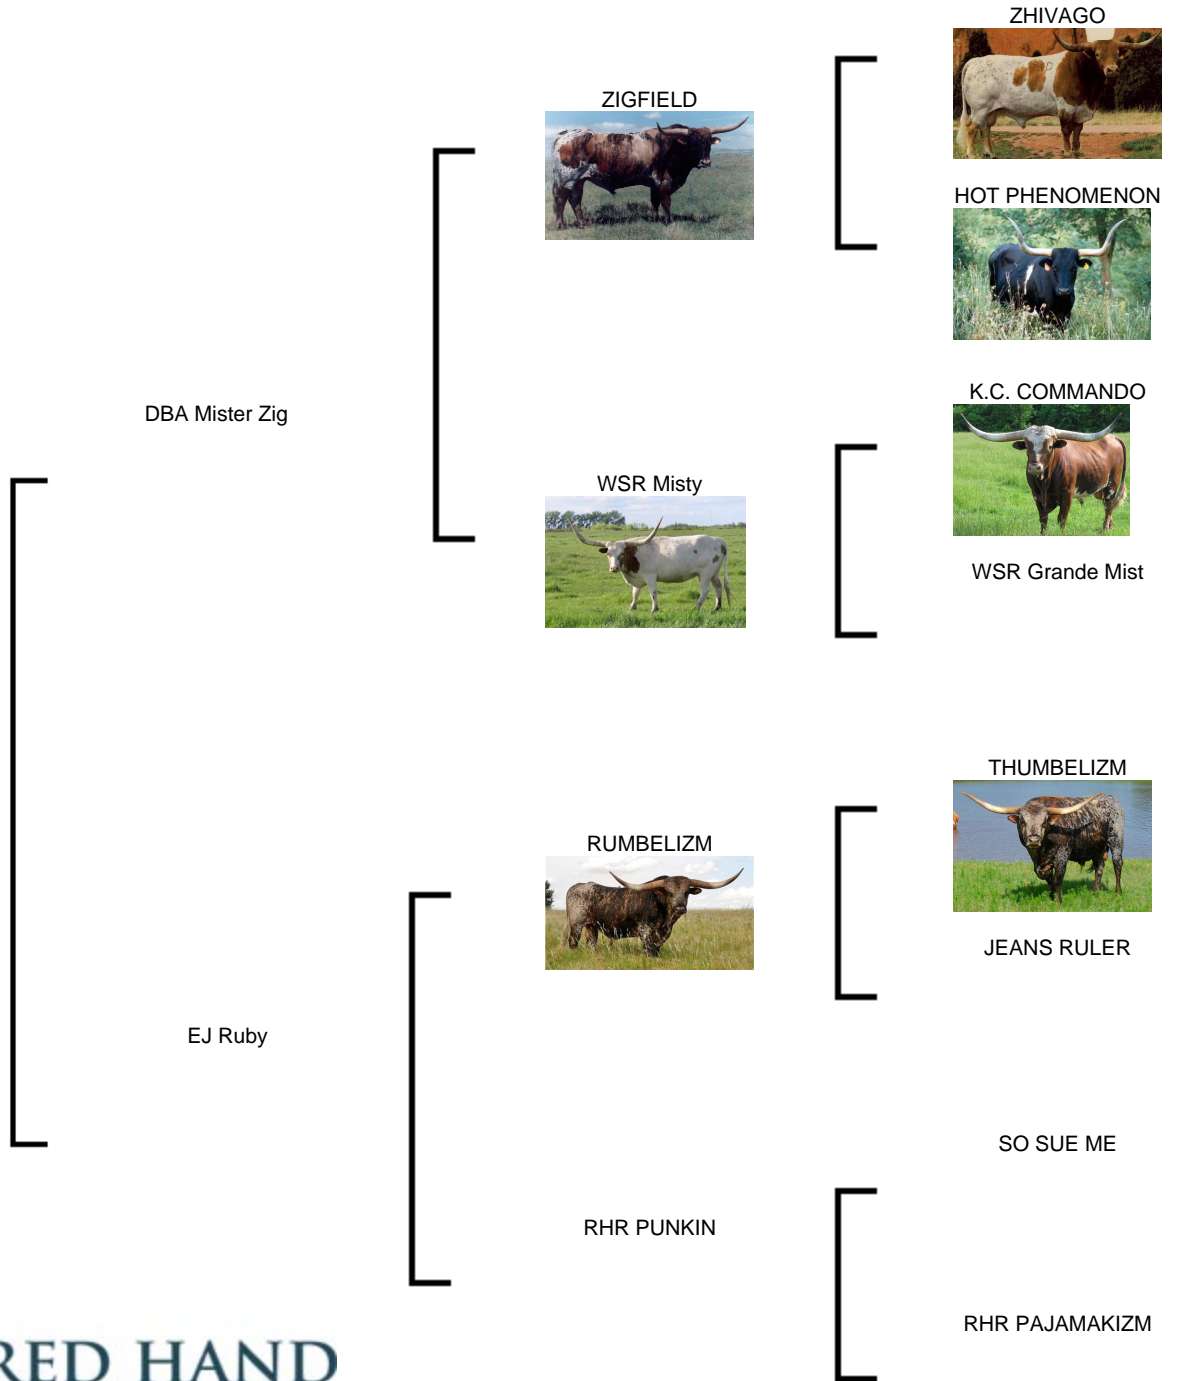 ZHIVAGO
ZIGFIELD
HOT PHENOMENON
DBA Mister Zig
K.C. COMMANDO
WSR Misty
WSR Grande Mist
THUMBELIZM
RUMBELIZM
JEANS RULER
EJ Ruby
SO SUE ME
RHR PUNKIN
RHR PAJAMAKIZM
RED HAND